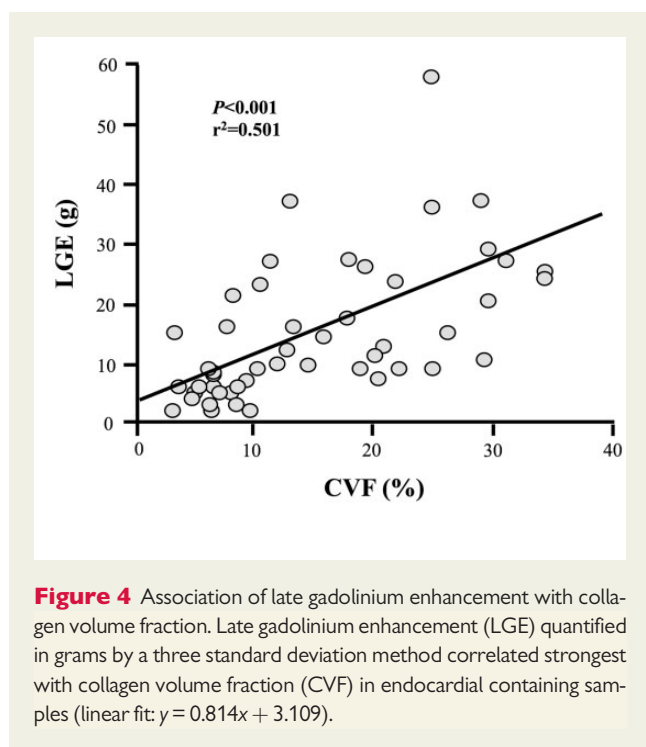 60
50
40
30
20
10
0
LGE (g)
P<0.001
r²=0.501
0 10 20 30 40
CVF (%)
Figure 4 Association of late gadolinium enhancement with colla-
gen volume fraction. Late gadolinium enhancement (LGE) quantified
in grams by a three standard deviation method correlated strongest
with collagen volume fraction (CVF) in endocardial containing sam-
ples (linear fit: y = 0.814x + 3.109).